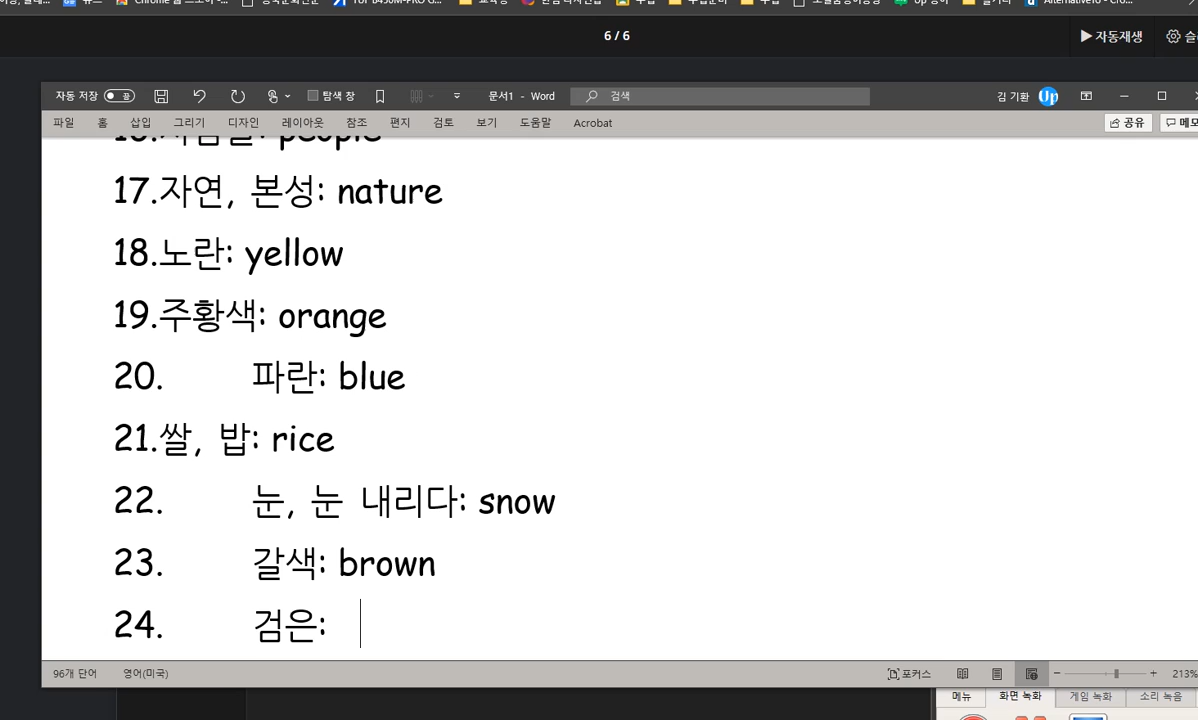 6 / 6
▶자동재생
자동 저장 끔
탐색 창
문서1 - Word
검색
김 기환
Up
파일 홈 삽입 그리기 디자인 레이아웃 참조 편지 검토 보기 도움말 Acrobat
공유
people
17.자연, 본성: nature
18.노란: yellow
19.주황색: orange
20. 파란: blue
21.쌀, 밥: rice
22. 눈, 눈 내리다: snow
23. 갈색: brown
24. 검은:
96개 단어 영어(미국)
포커스
213%
메뉴 화면 녹화 게임 녹화 소리 녹음